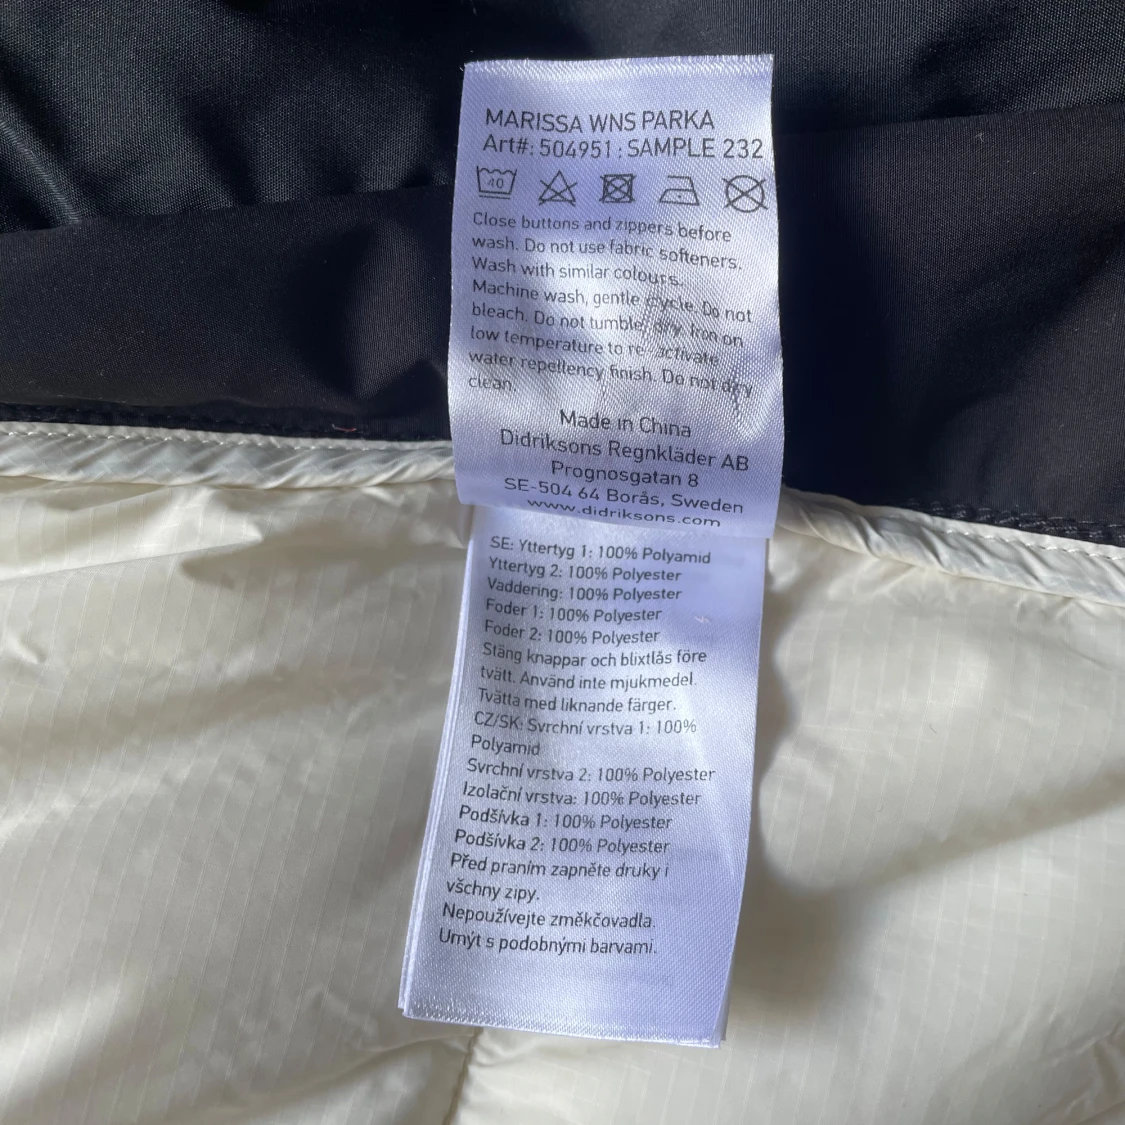 MARISSA WNS PARKA
Art#: 504951 : SAMPLE 232
40
Close buttons and zippers before
wash. Do not use fabric softeners.
Wash with similar colours.
Machine wash, gentle cycle. Do not
bleach. Do not tumble, dry. Iron on
low temperature to re-activate
water repellency finish. Do not dry
clean.
Made in China
Didriksons Regnkläder AB
Prognosgatan 8
SE-504 64 Borås, Sweden
www.didriksons.com
SE: Yttertyg 1: 100% Polyamid
Yttertyg 2: 100% Polyester
Vaddering: 100% Polyester
Foder 1: 100% Polyester
Foder 2: 100% Polyester
Stäng knappar och blixtlås före
tvätt. Använd inte mjukmedel.
Tvätta med liknande färger.
CZ/SK: Svrchní vrstva 1: 100%
Polyamid
Svrchní vrstva 2: 100% Polyester
Izolační vrstva: 100% Polyester
Podšívka 1: 100% Polyester
Podšívka 2: 100% Polyester
Před praním zapněte druky i
všchny zipy.
Nepoužívejte změkčovadla.
Umýt s podobnými barvami.